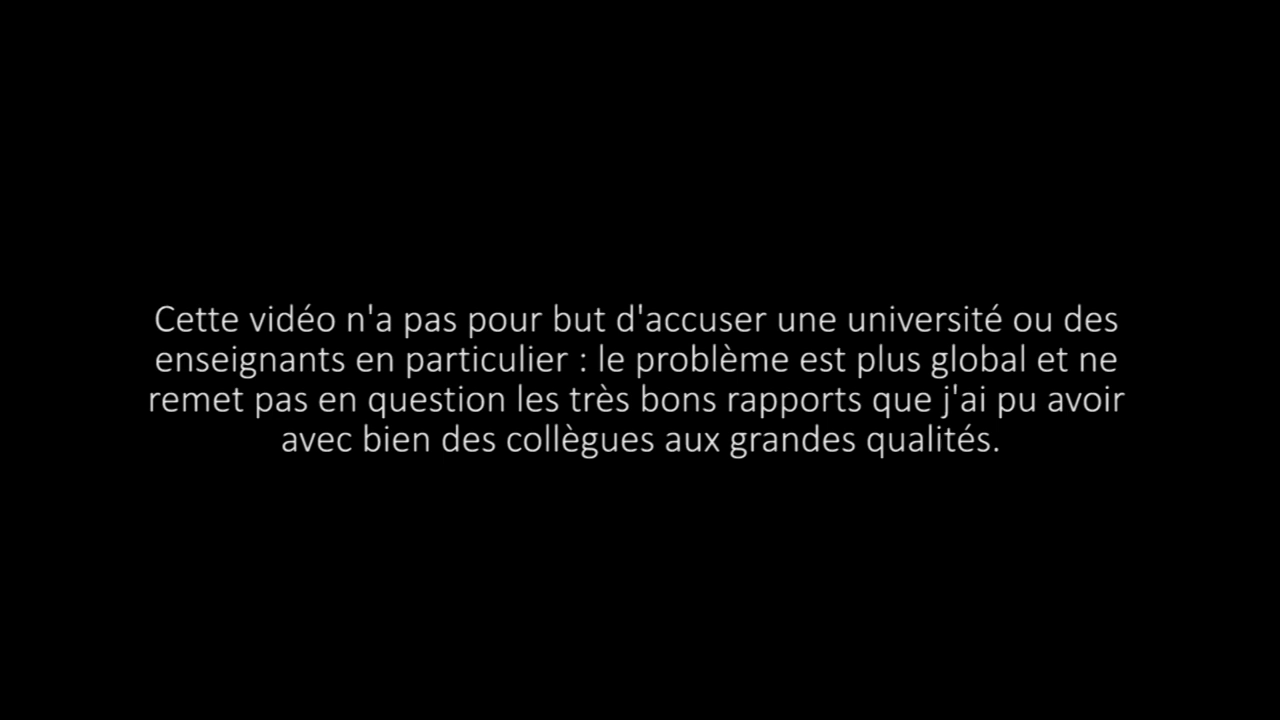 Cette vidéo n'a pas pour but d'accuser une université ou des
enseignants en particulier : le problème est plus global et ne
remet pas en question les très bons rapports que j'ai pu avoir
avec bien des collègues aux grandes qualités.